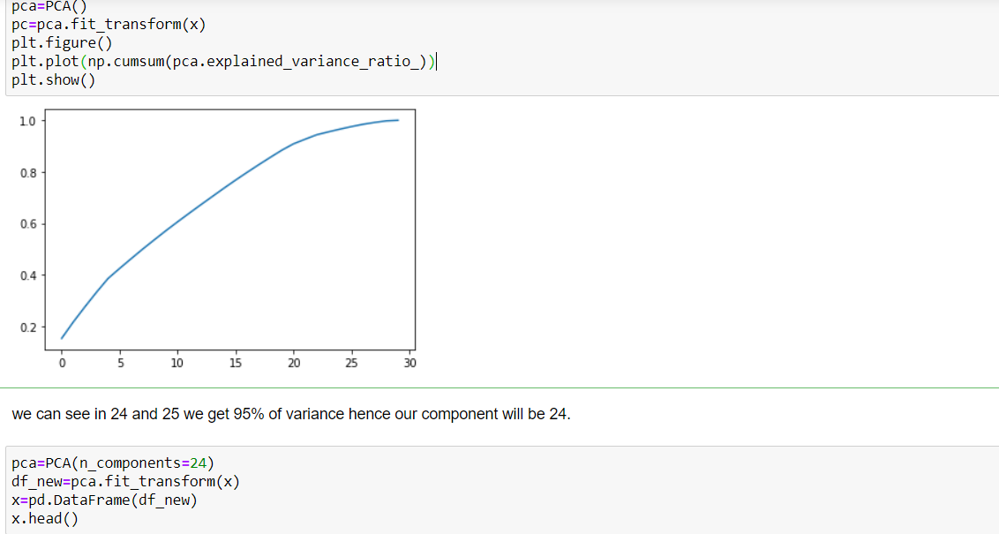 pca=PCA()
pc=pca.fit_transform(x)
plt.figure()
plt.plot(np.cumsum(pca.explained_variance_ratio_))
plt.show()
1.0
0.8
0.6
0.4
0.2
0 5 10 15 20 25 30
we can see in 24 and 25 we get 95% of variance hence our component will be 24.
pca=PCA(n_components=24)
df_new=pca.fit_transform(x)
x=pd.DataFrame(df_new)
x.head()